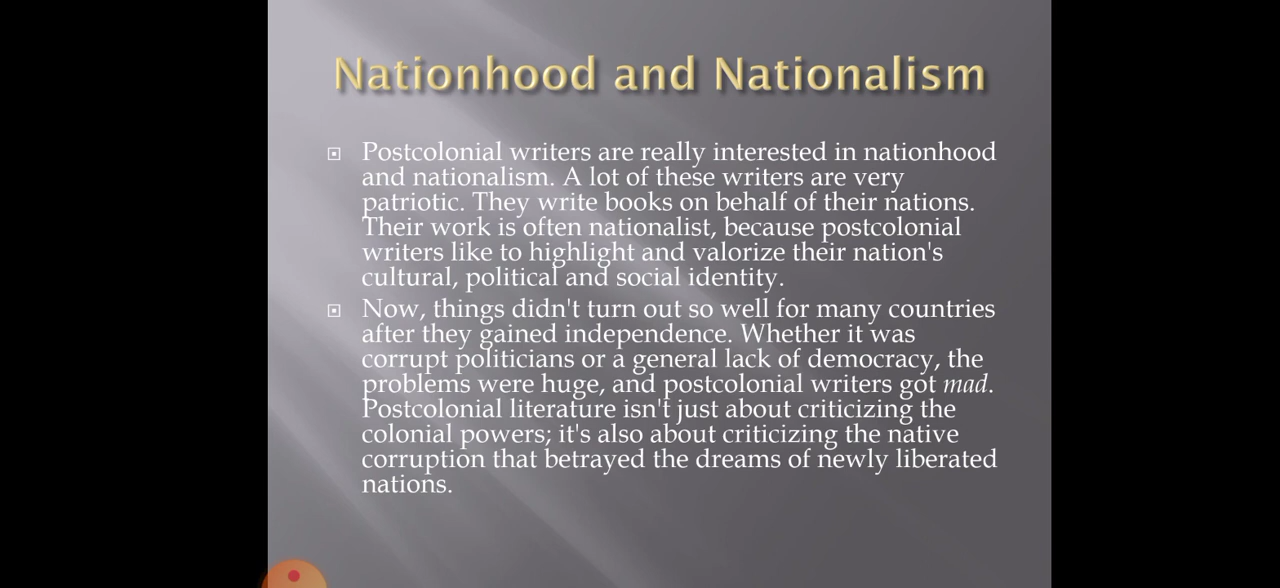 Nationhood and Nationalism
Postcolonial writers are really interested in nationhood
and nationalism. A lot of these writers are very
patriotic. They write books on behalf of their nations.
Their work is often nationalist, because postcolonial
writers like to highlight and valorize their nation's
cultural, political and social identity.
Now, things didn't turn out so well for many countries
after they gained independence. Whether it was
corrupt politicians or a general lack of democracy, the
problems were huge, and postcolonial writers got mad.
Postcolonial literature isn't just about criticizing the
colonial powers; it's also about criticizing the native
corruption that betrayed the dreams of newly liberated
nations.